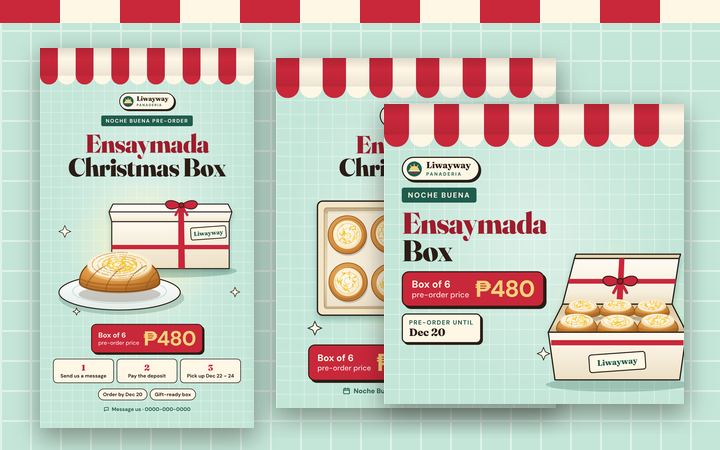 Liwayway
PANADERIA
NOCHE BUENA PRE-ORDER
Ensaymada
Christmas Box
Liwayway
Box of 6
pre-order price
₱480
1
Send us a message
2
Pay the deposit
3
Pick up Dec 22 – 24
Order by Dec 20
Gift-ready box
Message us · 0000-000-0000
En
Chri
Box of 6
pre-order price
Noche Bu
Liwayway
PANADERIA
NOCHE BUENA
Ensaymada
Box
Box of 6
pre-order price
₱480
PRE-ORDER UNTIL
Dec 20
Liwayway